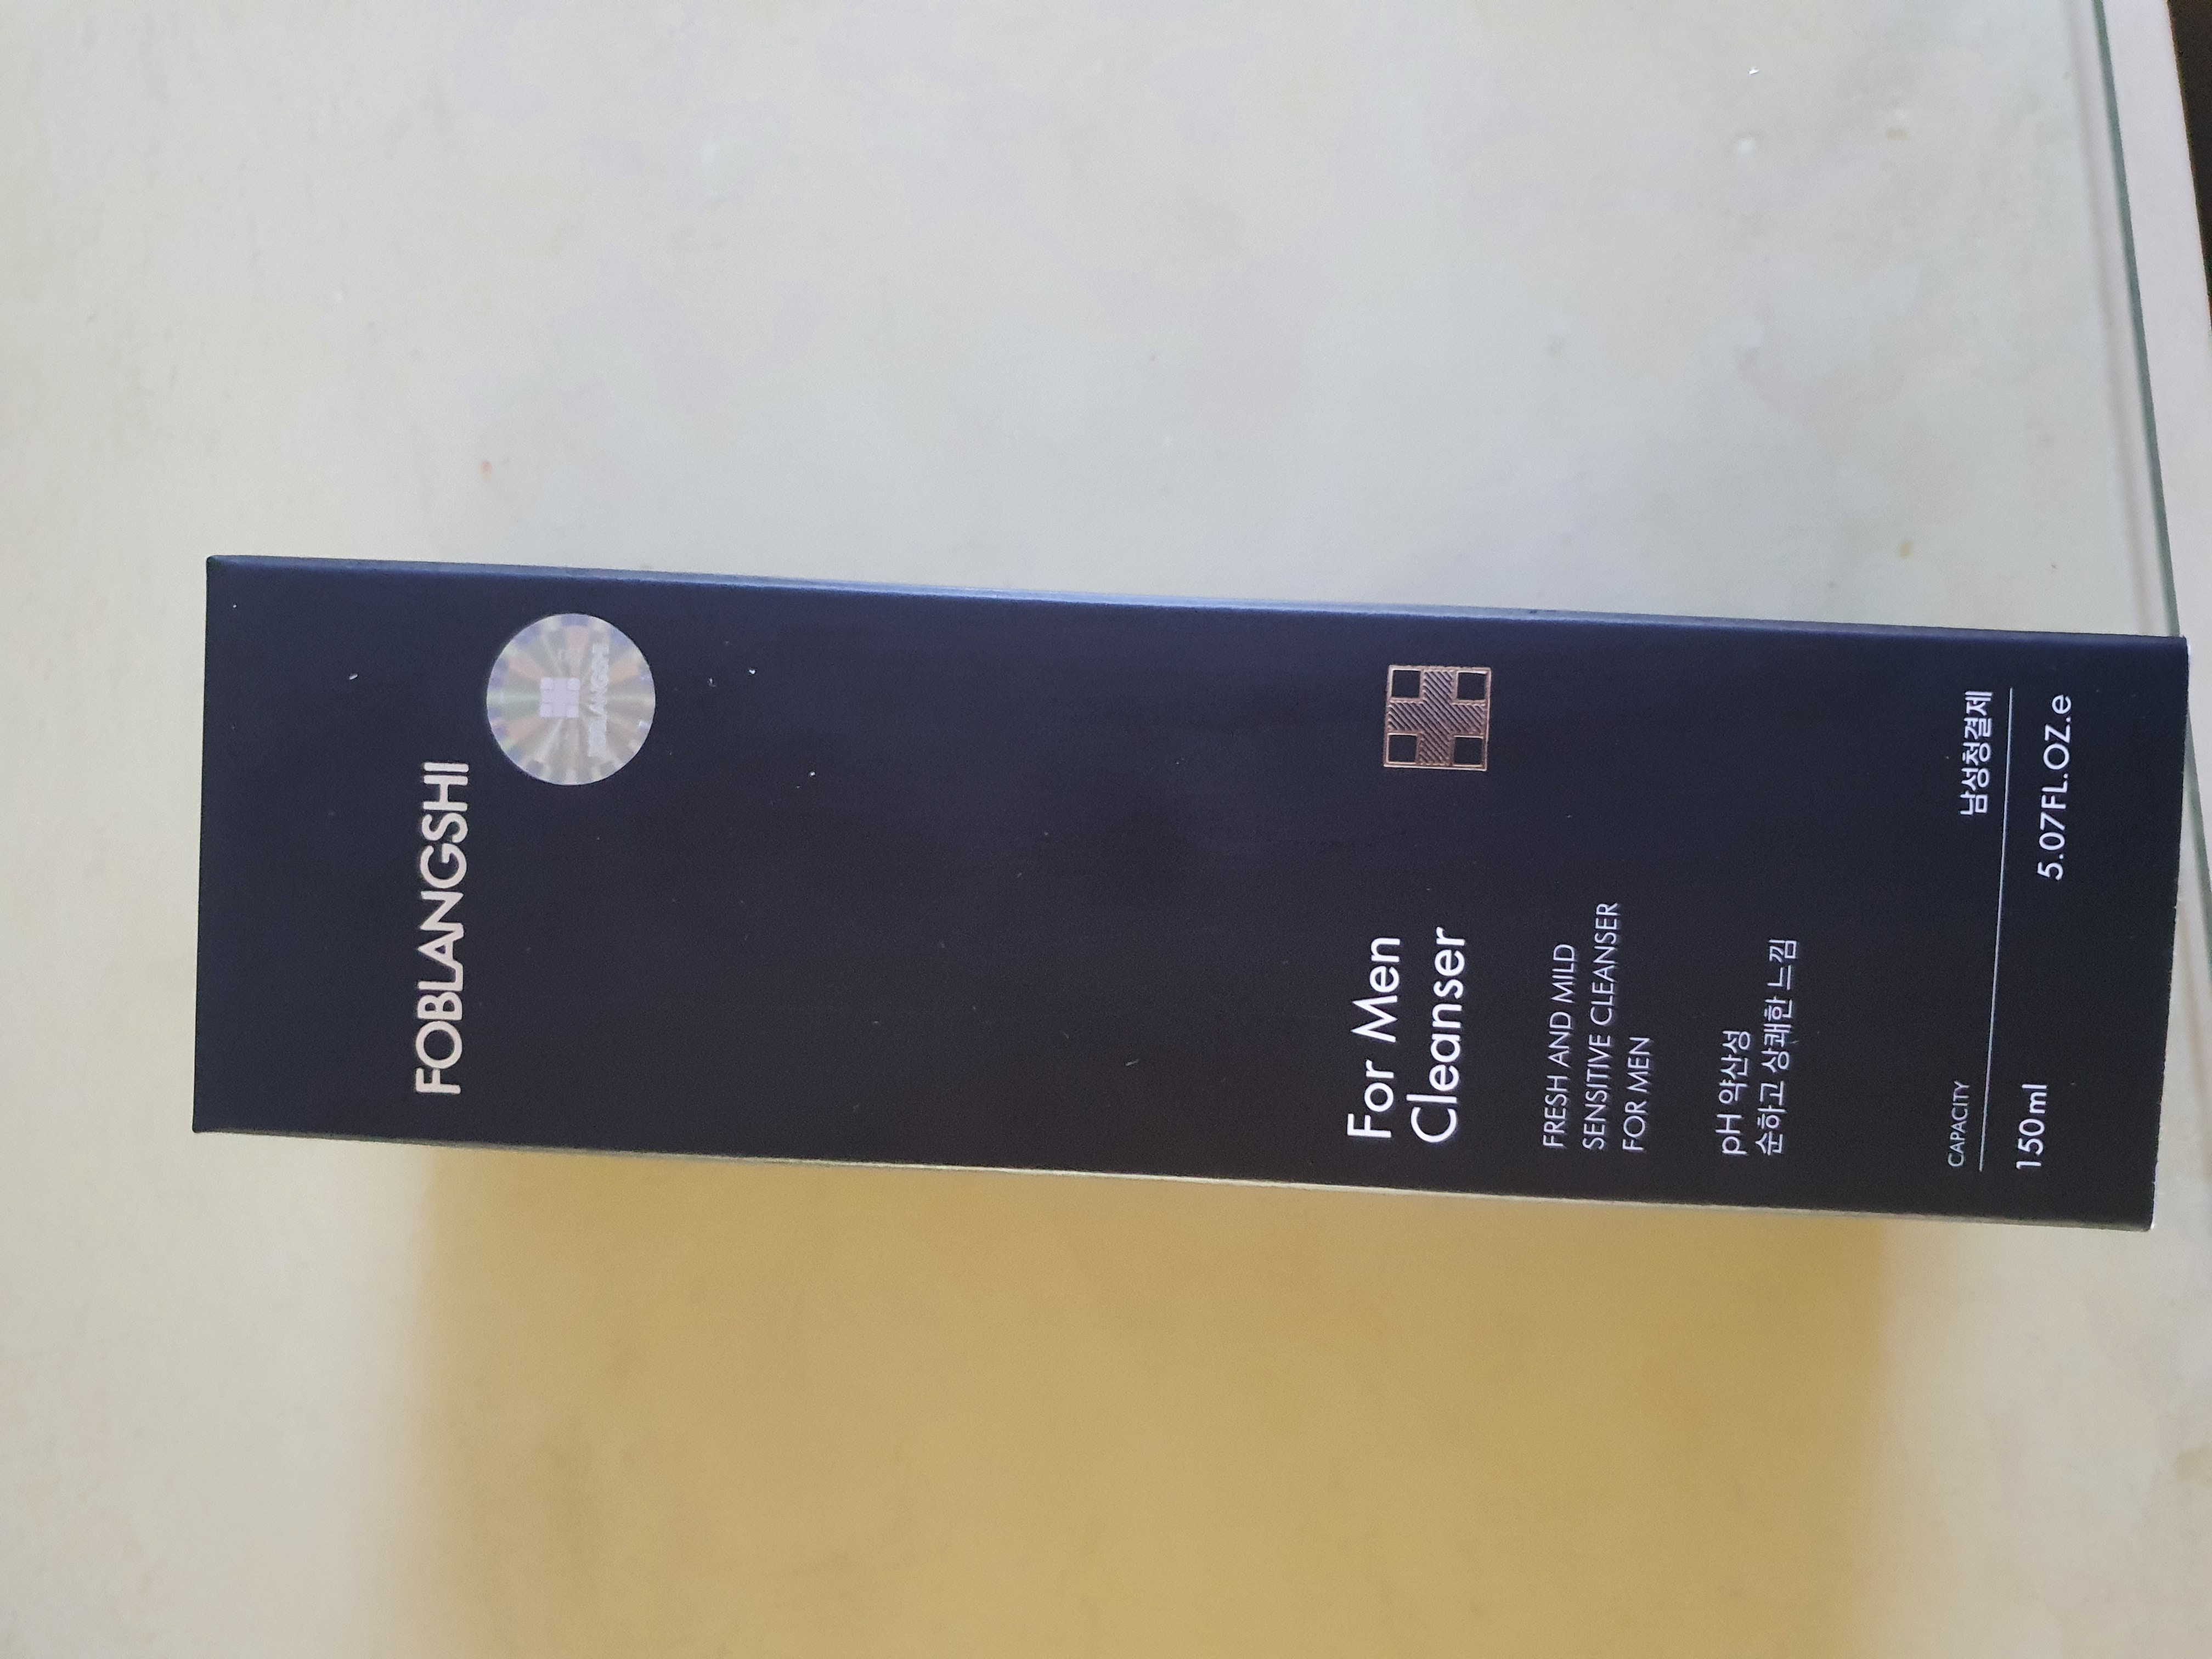 FOBLANGSHI
FOBLANGSHI
For Men
Cleanser
FRESH AND MILD
SENSITIVE CLEANSER
FOR MEN
pH 약산성
순하고 상쾌한 느낌
CAPACITY 남성청결제
150ml 5.07FL.OZ.e